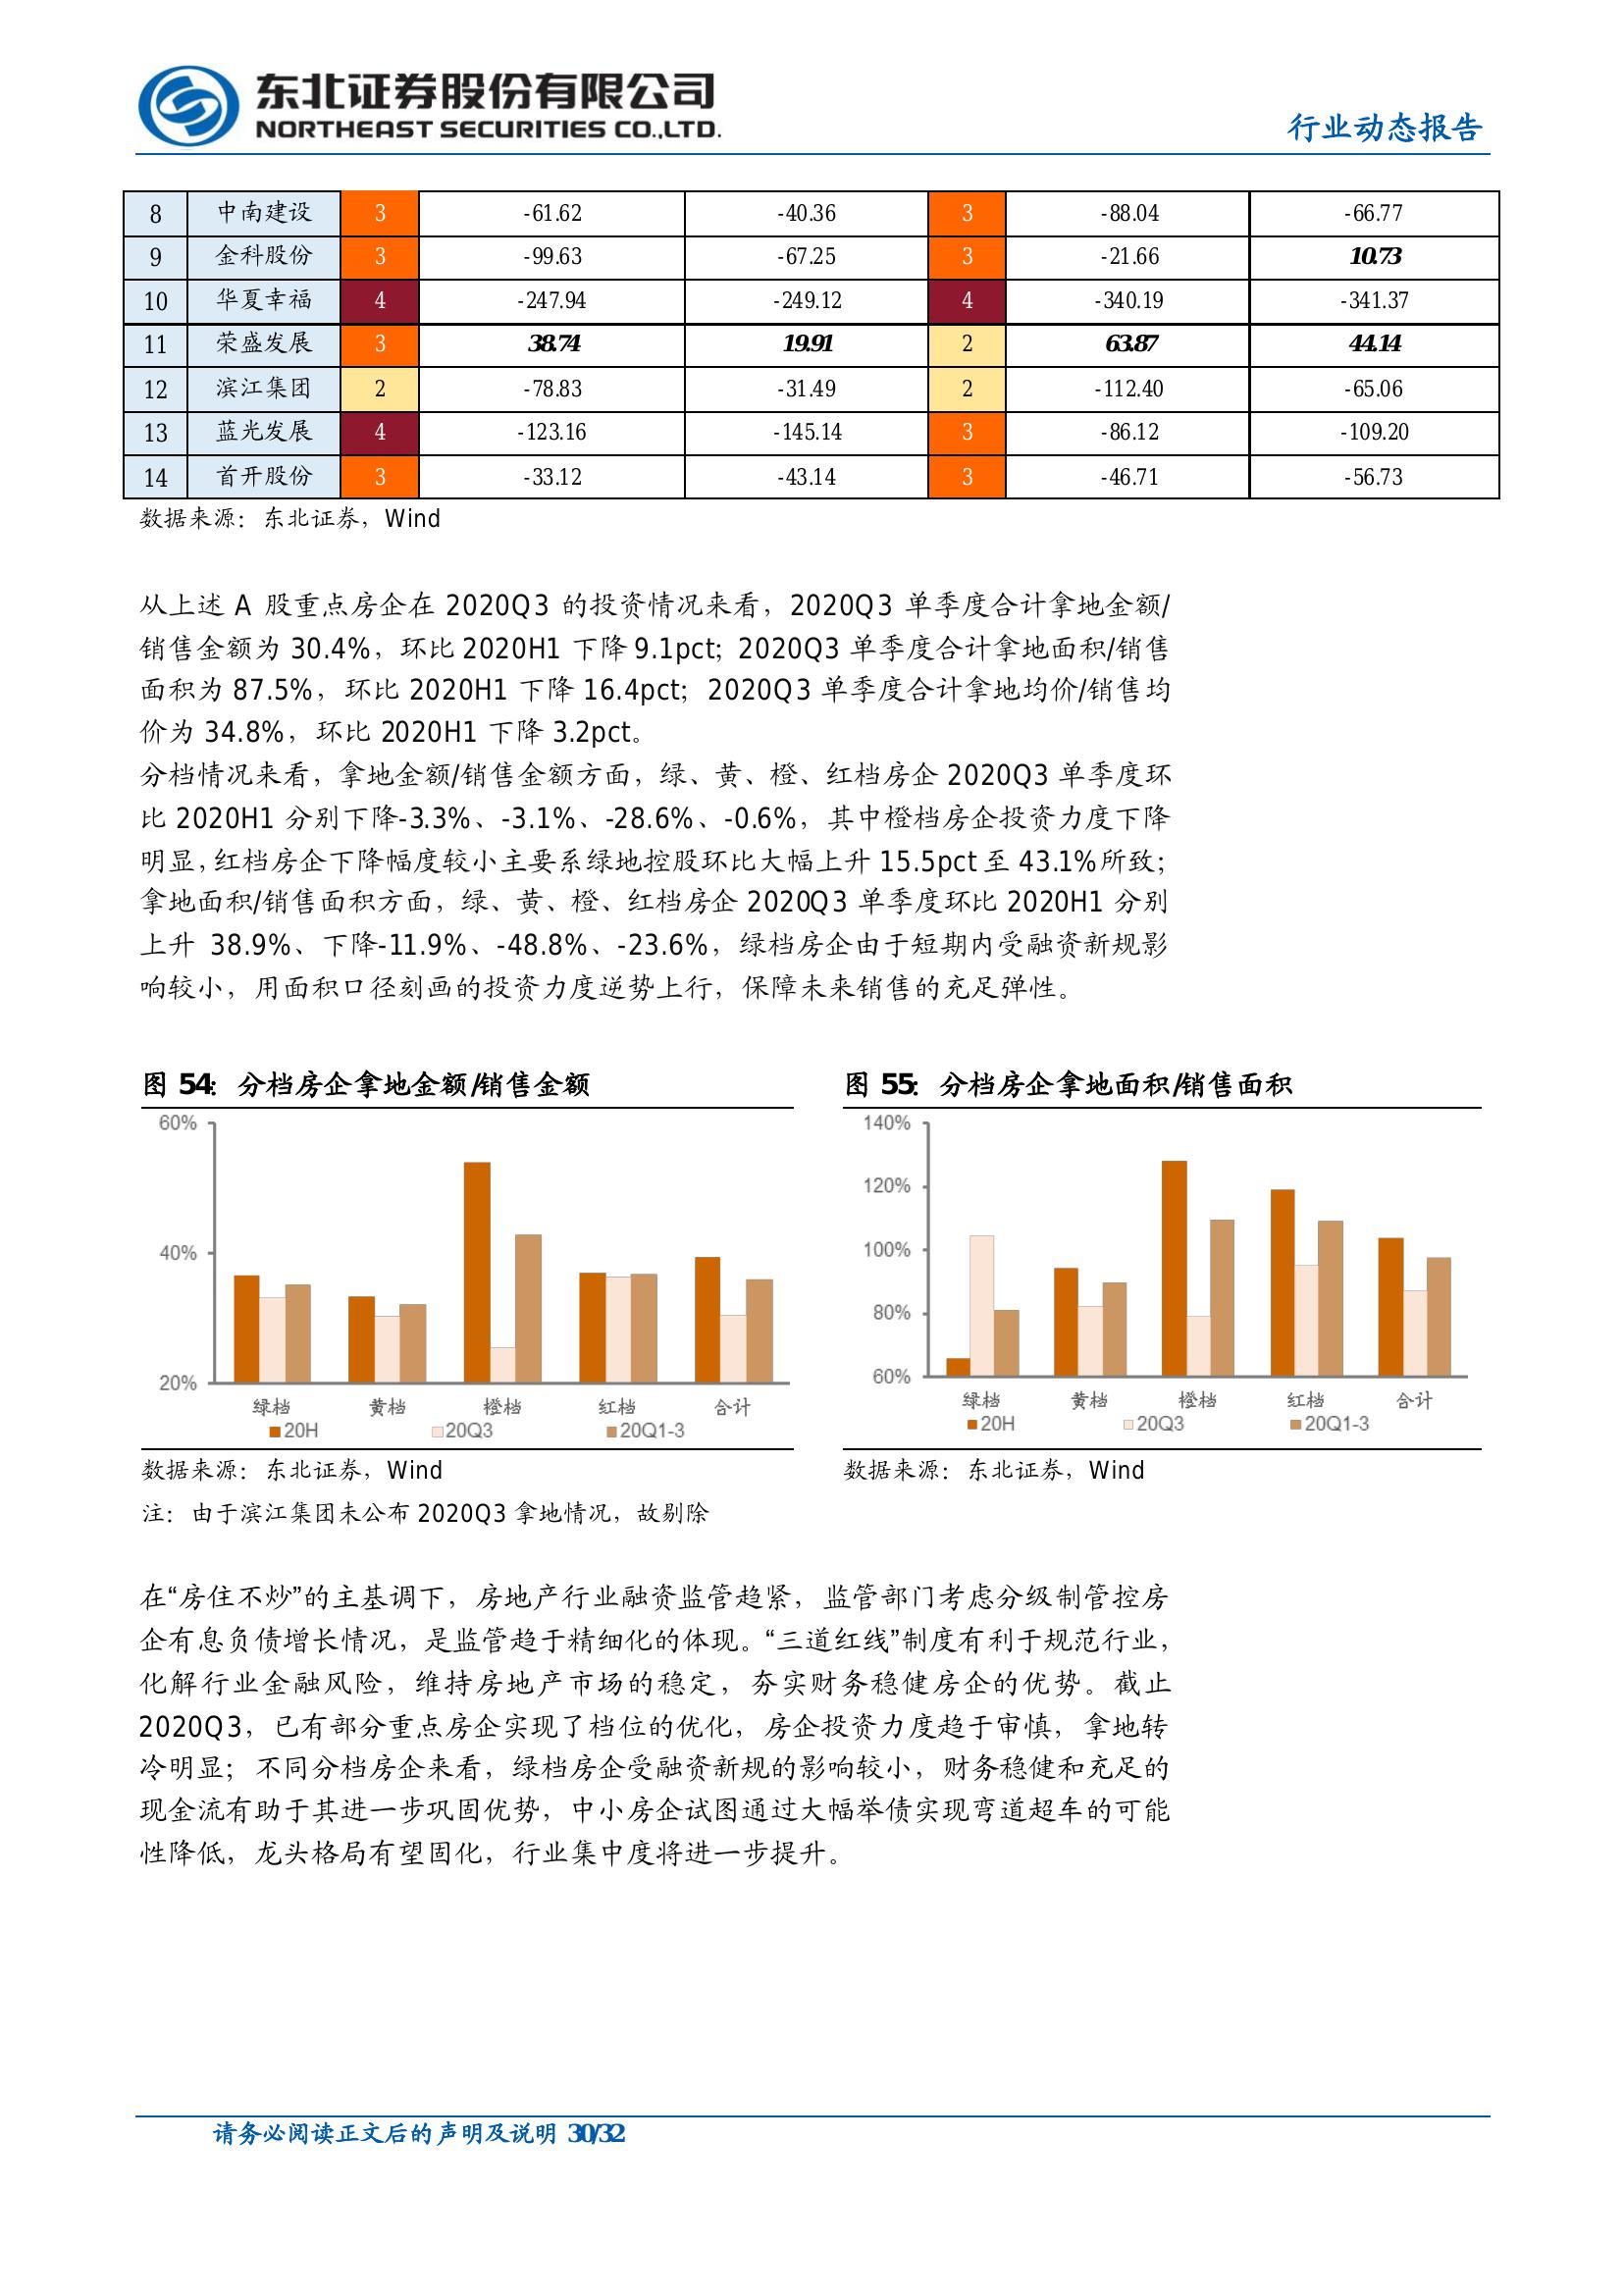 东北证券股份有限公司
NORTHEAST SECURITIES CO.,LTD.
行业动态报告
8 中南建设 3 -61.62 -40.36 3 -88.04 -66.77
9 金科股份 3 -99.63 -67.25 3 -21.66 10.73
10 华夏幸福 4 -247.94 -249.12 4 -340.19 -341.37
11 荣盛发展 3 38.74 19.91 2 63.87 44.14
12 滨江集团 2 -78.83 -31.49 2 -112.40 -65.06
13 蓝光发展 4 -123.16 -145.14 3 -86.12 -109.20
14 首开股份 3 -33.12 -43.14 3 -46.71 -56.73
数据来源：东北证券，Wind
从上述 A 股重点房企在 2020Q3 的投资情况来看，2020Q3 单季度合计拿地金额/
销售金额为 30.4%，环比 2020H1 下降 9.1pct；2020Q3 单季度合计拿地面积/销售
面积为 87.5%，环比 2020H1 下降 16.4pct；2020Q3 单季度合计拿地均价/销售均
价为 34.8%，环比 2020H1 下降 3.2pct。
分档情况来看，拿地金额/销售金额方面，绿、黄、橙、红档房企 2020Q3 单季度环
比 2020H1 分别下降-3.3%、-3.1%、-28.6%、-0.6%，其中橙档房企投资力度下降
明显，红档房企下降幅度较小主要系绿地控股环比大幅上升 15.5pct 至 43.1%所致；
拿地面积/销售面积方面，绿、黄、橙、红档房企 2020Q3 单季度环比 2020H1 分别
上升 38.9%、下降-11.9%、-48.8%、-23.6%，绿档房企由于短期内受融资新规影
响较小，用面积口径刻画的投资力度逆势上行，保障未来销售的充足弹性。
图 54：分档房企拿地金额/销售金额
60%
40%
20%
绿档 黄档 橙档 红档 合计
20H 20Q3 20Q1-3
数据来源：东北证券，Wind
注：由于滨江集团未公布 2020Q3 拿地情况，故剔除
图 55：分档房企拿地面积/销售面积
140%
120%
100%
80%
60%
绿档 黄档 橙档 红档 合计
20H 20Q3 20Q1-3
数据来源：东北证券，Wind
在“房住不炒”的主基调下，房地产行业融资监管趋紧，监管部门考虑分级制管控房
企有息负债增长情况，是监管趋于精细化的体现。“三道红线”制度有利于规范行业，
化解行业金融风险，维持房地产市场的稳定，夯实财务稳健房企的优势。截止
2020Q3，已有部分重点房企实现了档位的优化，房企投资力度趋于审慎，拿地转
冷明显；不同分档房企来看，绿档房企受融资新规的影响较小，财务稳健和充足的
现金流有助于其进一步巩固优势，中小房企试图通过大幅举债实现弯道超车的可能
性降低，龙头格局有望固化，行业集中度将进一步提升。
请务必阅读正文后的声明及说明 30/32